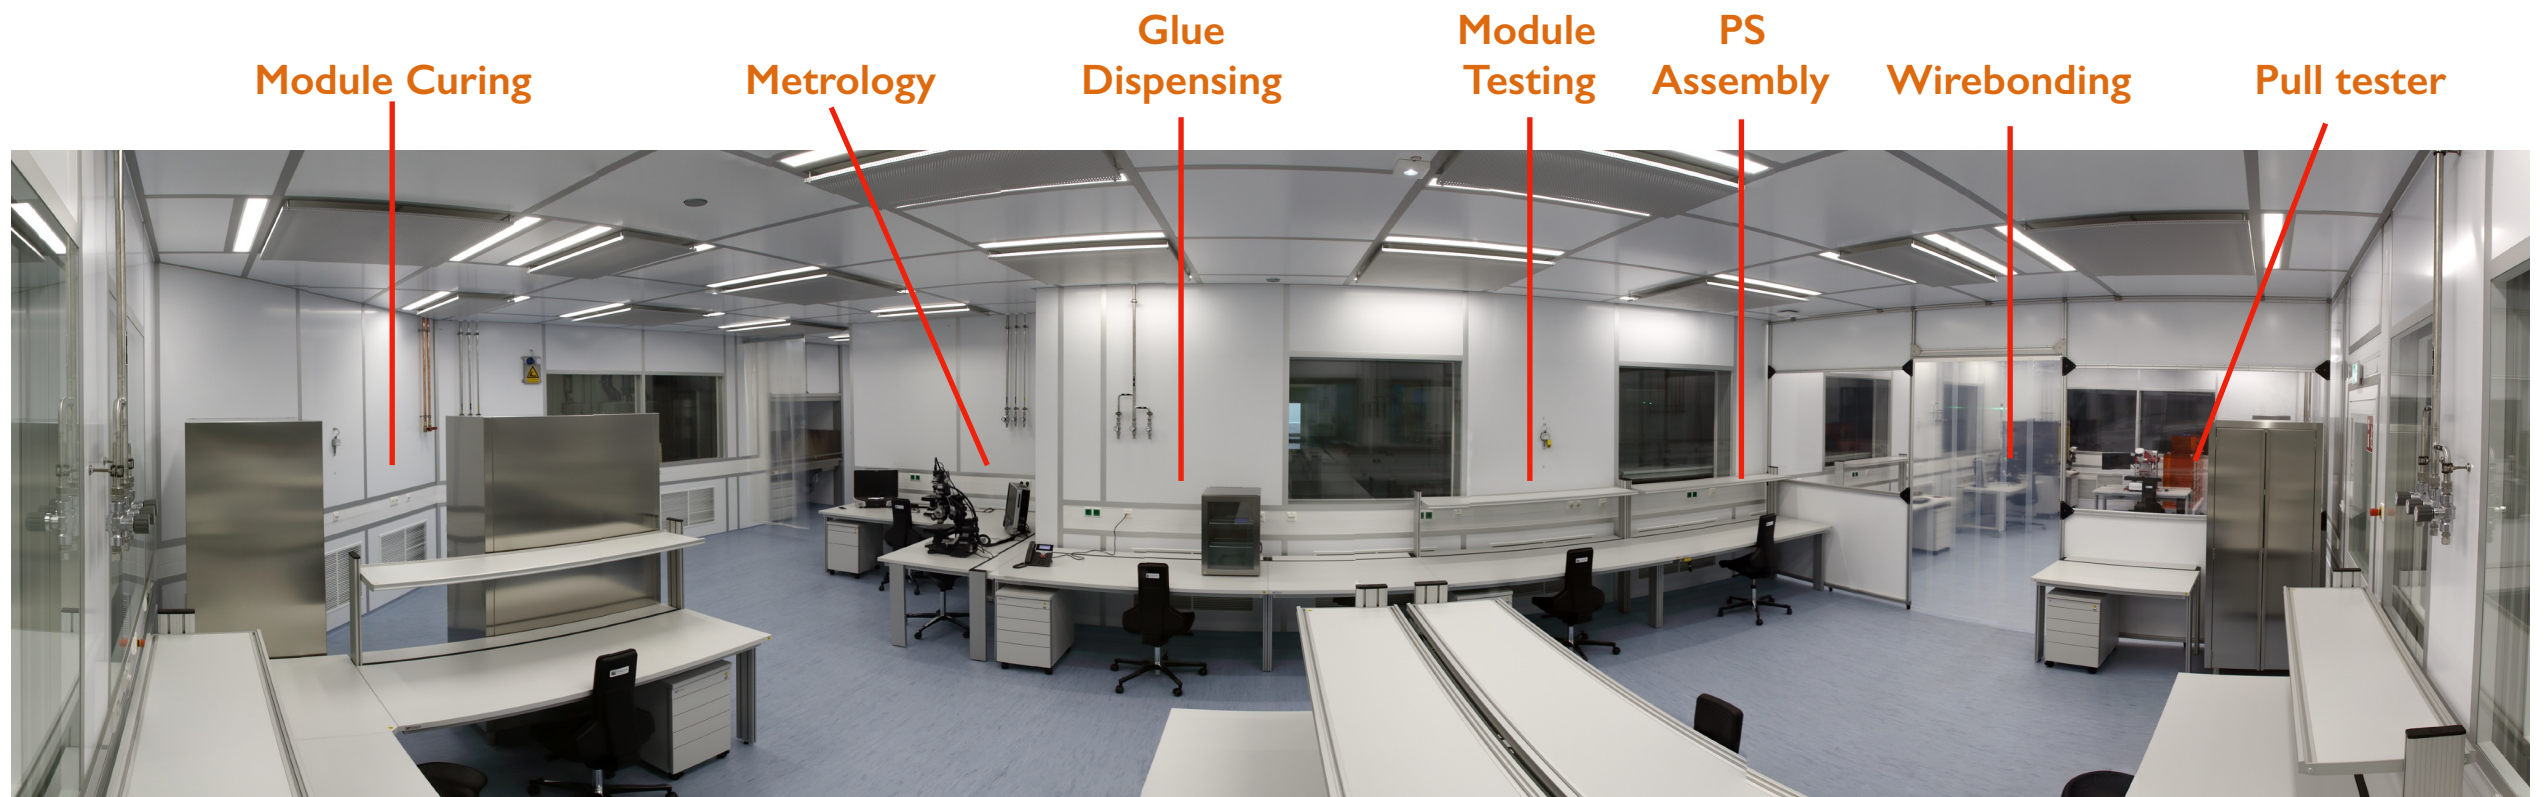 Module Curing
Metrology
Glue
Dispensing
Module
Testing
PS
Assembly
Wirebonding
Pull tester